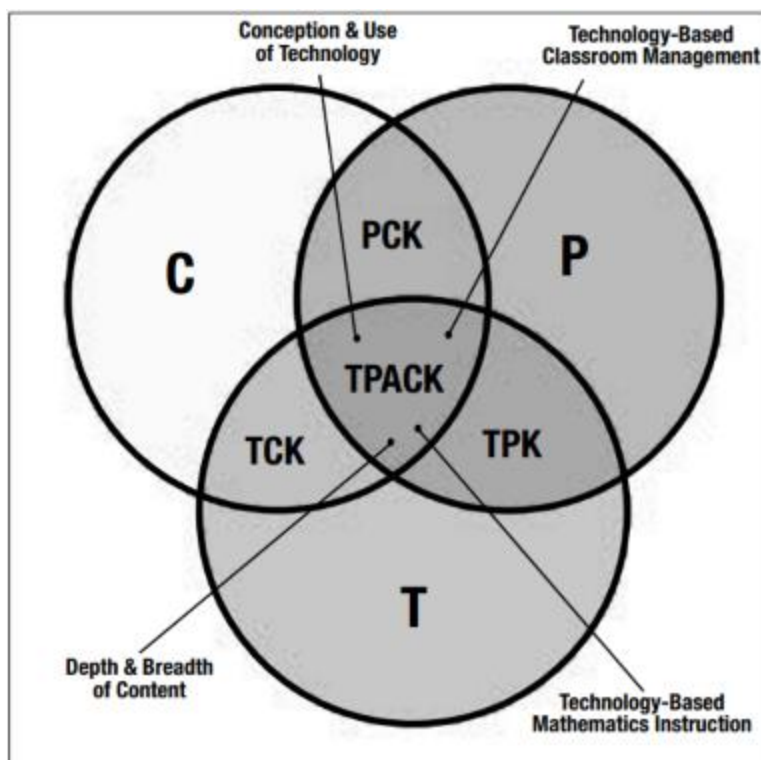 Conception & Use
of Technology
Technology-Based
Classroom Management
PCK
C
P
TPACK
TCK
TPK
T
Depth & Breadth
of Content
Technology-Based
Mathematics Instruction